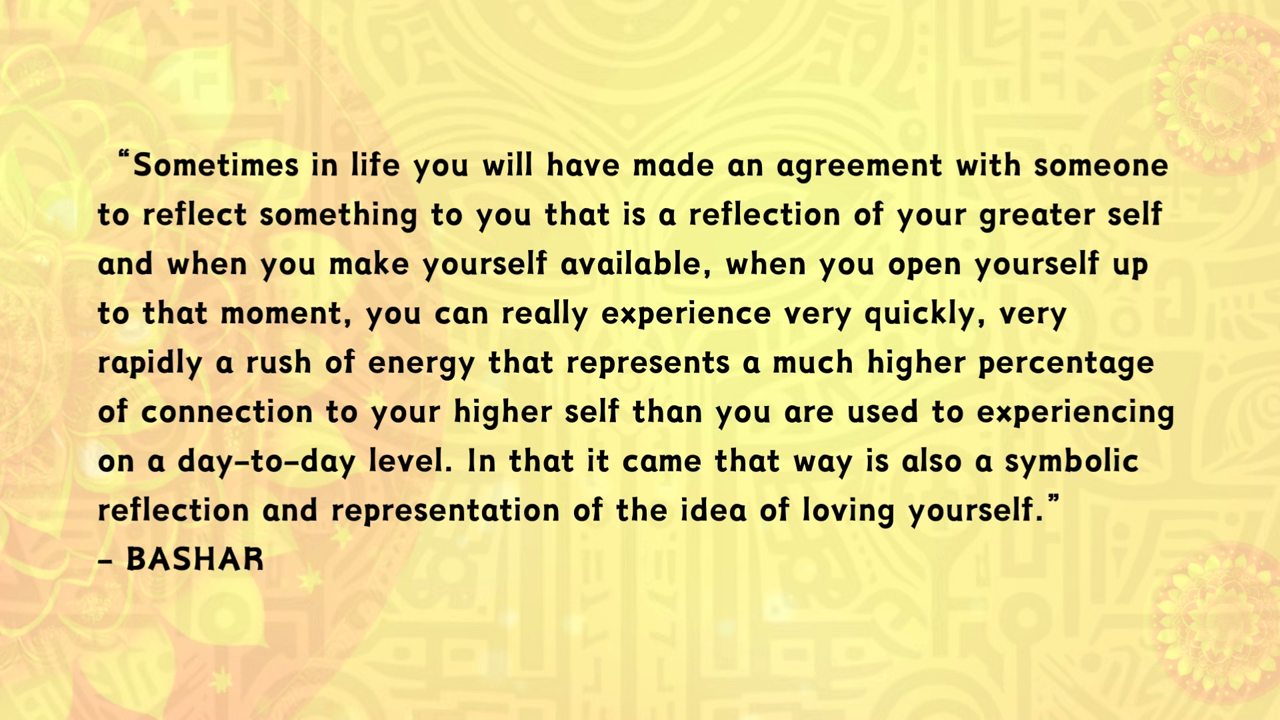 “Sometimes in life you will have made an agreement with someone
to reflect something to you that is a reflection of your greater self
and when you make yourself available, when you open yourself up
to that moment, you can really experience very quickly, very
rapidly a rush of energy that represents a much higher percentage
of connection to your higher self than you are used to experiencing
on a day-to-day level. In that it came that way is also a symbolic
reflection and representation of the idea of loving yourself.”
- BASHAR